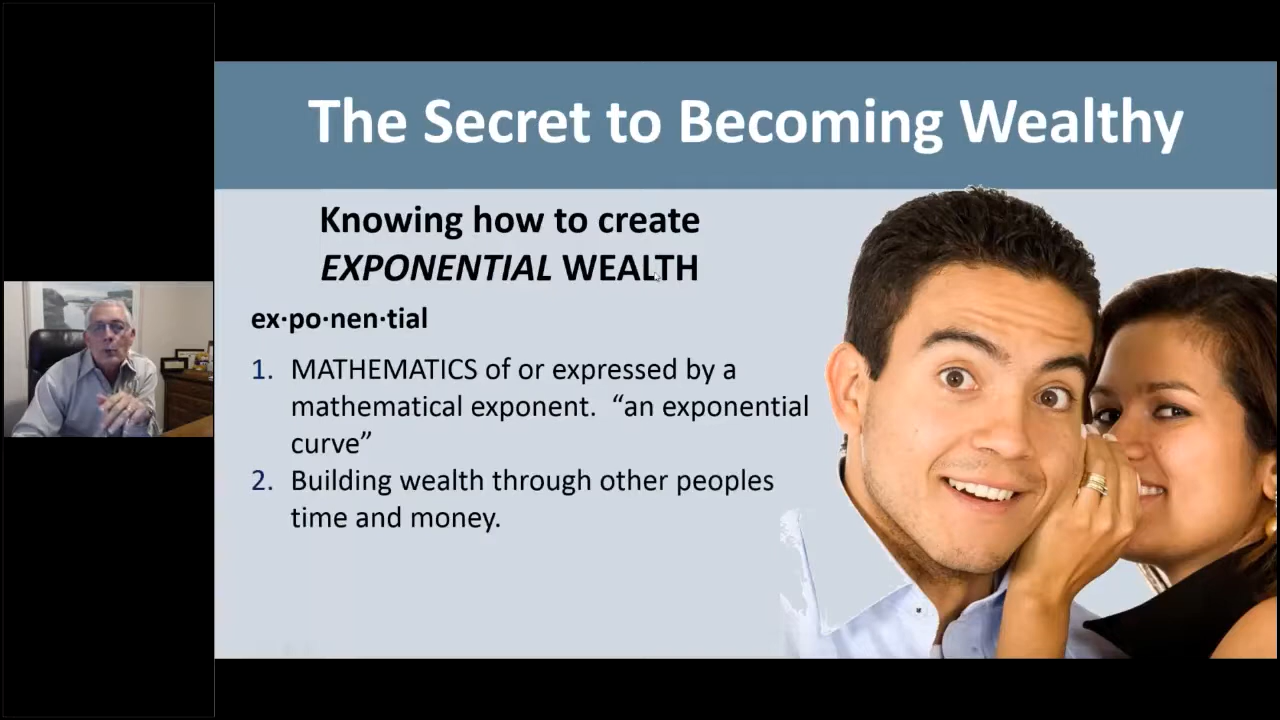 The Secret to Becoming Wealthy
Knowing how to create
EXPONENTIAL WEALTH
ex·po·nen·tial
1. MATHEMATICS of or expressed by a
mathematical exponent. “an exponential
curve”
2. Building wealth through other peoples
time and money.